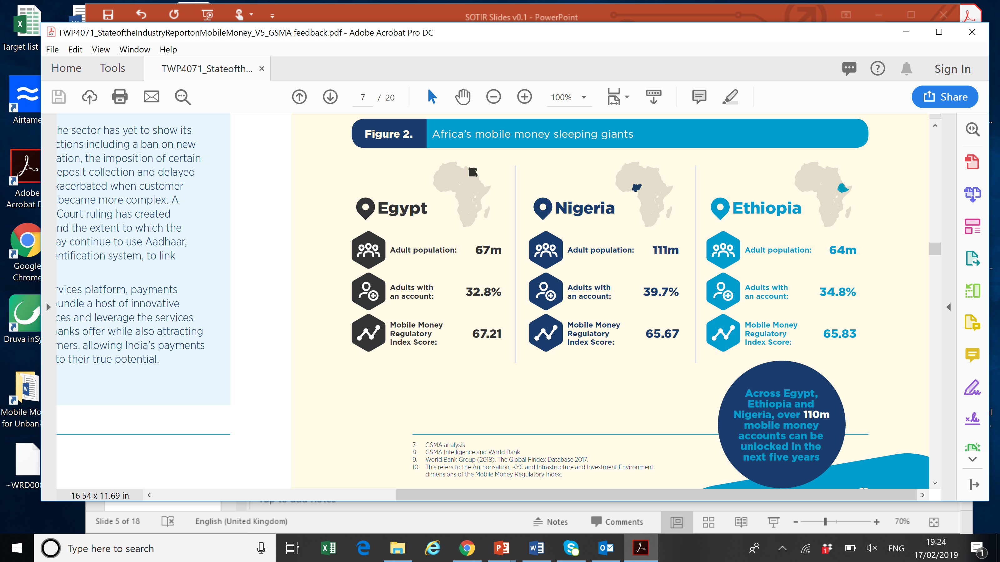 Target list
SOTIR Slides v0.1 - PowerPoint
TWP4071_StateoftheIndustryReportonMobileMoney_V5_GSMA feedback.pdf - Adobe Acrobat Pro DC
File Edit View Window Help
Home Tools TWP4071_Stateofth... × Sign In
7 / 20 100% Share
Airtame
Adobe
Acrobat D
Google
Chrome
Druva inSy
Mobile Mo
for Unbank
~WRD000
he sector has yet to show its
ctions including a ban on new
ation, the imposition of certain
eposit collection and delayed
xacerbated when customer
became more complex. A
Court ruling has created
nd the extent to which the
ay continue to use Aadhaar,
entification system, to link
rvices platform, payments
oundle a host of innovative
ces and leverage the services
banks offer while also attracting
mers, allowing India's payments
to their true potential.
Figure 2. Africa's mobile money sleeping giants
Egypt
Adult population: 67m
Adults with
an account: 32.8%
Mobile Money
Regulatory
Index Score: 67.21
Nigeria
Adult population: 111m
Adults with
an account: 39.7%
Mobile Money
Regulatory
Index Score: 65.67
Ethiopia
Adult population: 64m
Adults with
an account: 34.8%
Mobile Money
Regulatory
Index Score: 65.83
Across Egypt,
Ethiopia and
Nigeria, over 110m
mobile money
accounts can be
unlocked in the
next five years
7. GSMA analysis
8. GSMA Intelligence and World Bank
9. World Bank Group (2018). The Global Findex Database 2017.
10. This refers to the Authorisation, KYC and Infrastructure and Investment Environment
dimensions of the Mobile Money Regulatory Index.
16.54 x 11.69 in
Slide 5 of 18 English (United Kingdom) Notes Comments 70%
Type here to search
ENG
19:24
17/02/2019
1